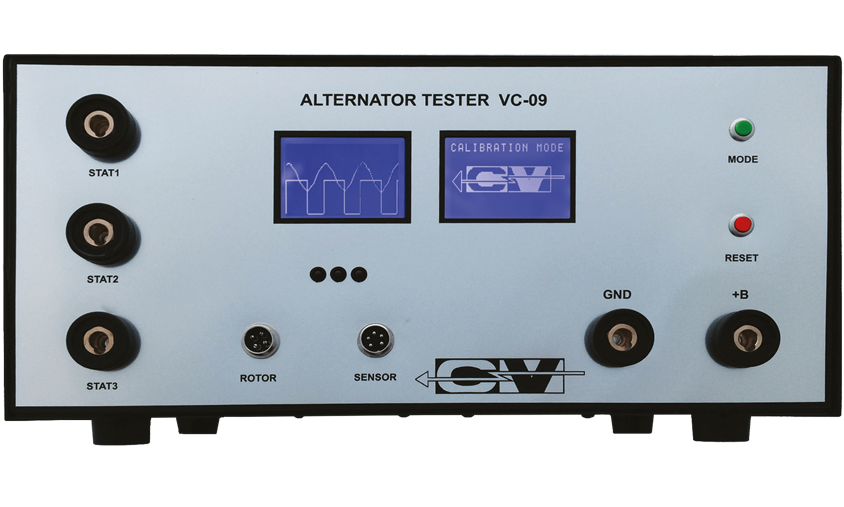 ALTERNATOR TESTER VC-09
CALIBRATION MODE
CV
STAT1
MODE
STAT2
RESET
GND
+B
STAT3
ROTOR
SENSOR
CV